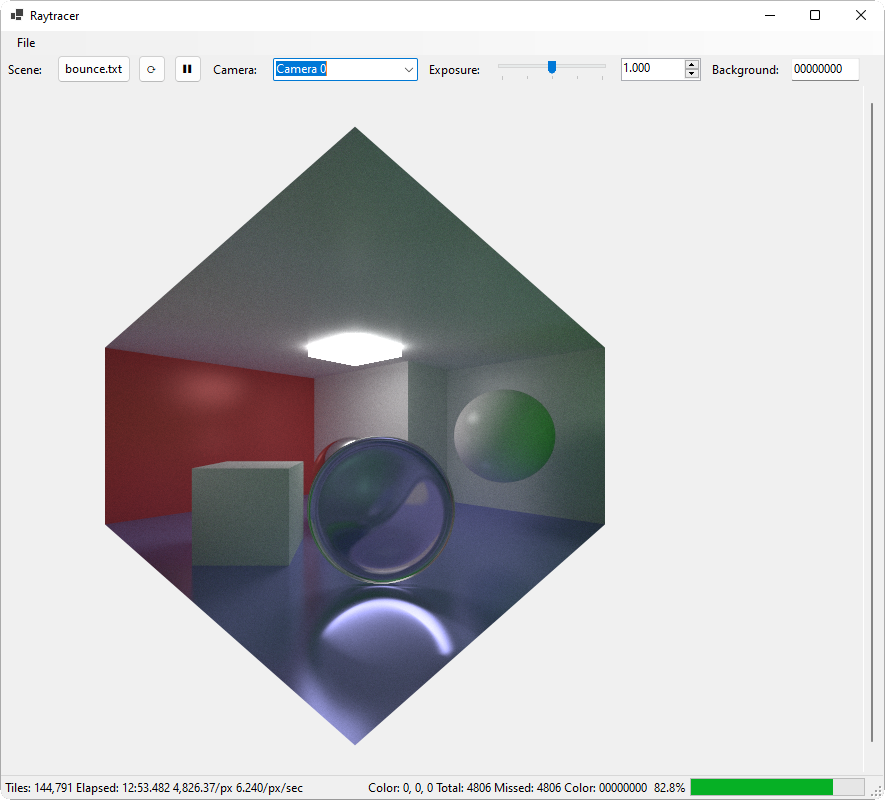 Raytracer
File
Scene: bounce.txt Camera: Camera 0 Exposure: 1.000 Background: 00000000
Tiles: 144,791 Elapsed: 12:53.482 4,826.37/px 6.240/px/sec Color: 0, 0, 0 Total: 4806 Missed: 4806 Color: 00000000 82.8%